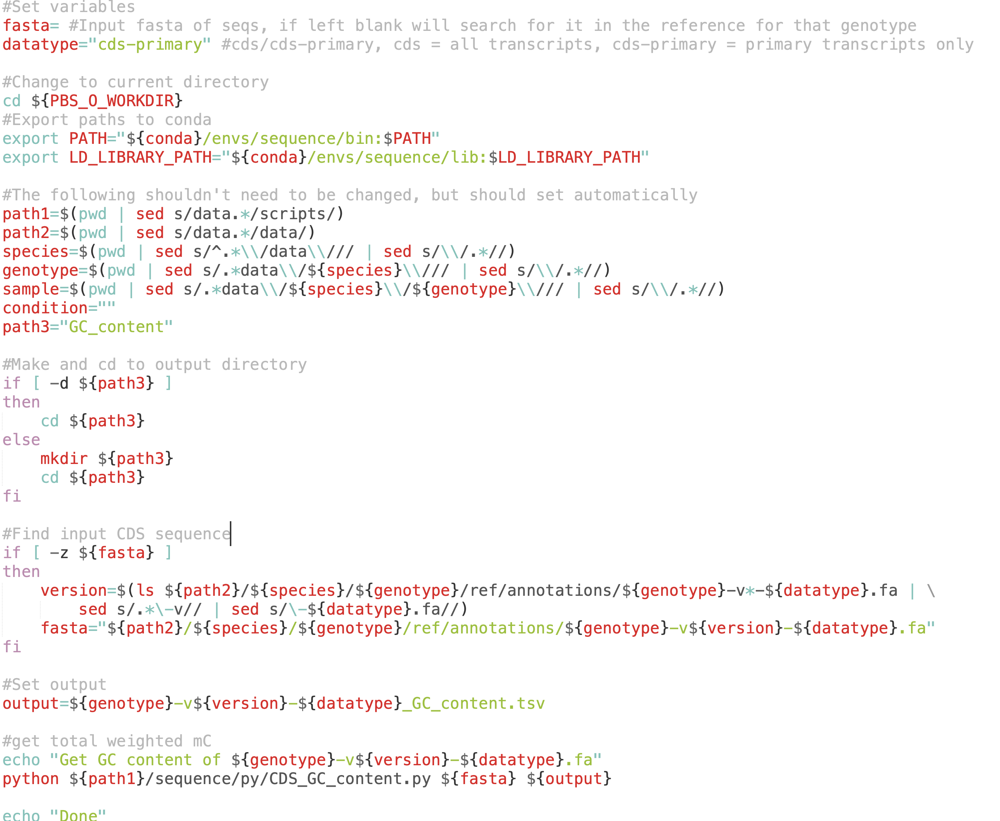 #Set variables
fasta= #Input fasta of seqs, if left blank will search for it in the reference for that genotype
datatype="cds-primary" #cds/cds-primary, cds = all transcripts, cds-primary = primary transcripts only

#Change to current directory
cd ${PBS_O_WORKDIR}
#Export paths to conda
export PATH="${conda}/envs/sequence/bin:$PATH"
export LD_LIBRARY_PATH="${conda}/envs/sequence/lib:$LD_LIBRARY_PATH"

#The following shouldn't need to be changed, but should set automatically
path1=$(pwd | sed s/data.*/scripts/)
path2=$(pwd | sed s/data.*/data/)
species=$(pwd | sed s/^.*\\/data\\/// | sed s/\\/.*//)
genotype=$(pwd | sed s/.*data\\/${species}\\/// | sed s/\\/.*//)
sample=$(pwd | sed s/.*data\\/${species}\\/${genotype}\\/// | sed s/\\/.*//)
condition=""
path3="GC_content"

#Make and cd to output directory
if [ -d ${path3} ]
then
    cd ${path3}
else
    mkdir ${path3}
    cd ${path3}
fi

#Find input CDS sequence
if [ -z ${fasta} ]
then
    version=$(ls ${path2}/${species}/${genotype}/ref/annotations/${genotype}-v*-${datatype}.fa | \
        sed s/.*\-v// | sed s/\-${datatype}.fa//)
    fasta="${path2}/${species}/${genotype}/ref/annotations/${genotype}-v${version}-${datatype}.fa"
fi

#Set output
output=${genotype}-v${version}-${datatype}_GC_content.tsv

#get total weighted mC
echo "Get GC content of ${genotype}-v${version}-${datatype}.fa"
python ${path1}/sequence/py/CDS_GC_content.py ${fasta} ${output}

echo "Done"